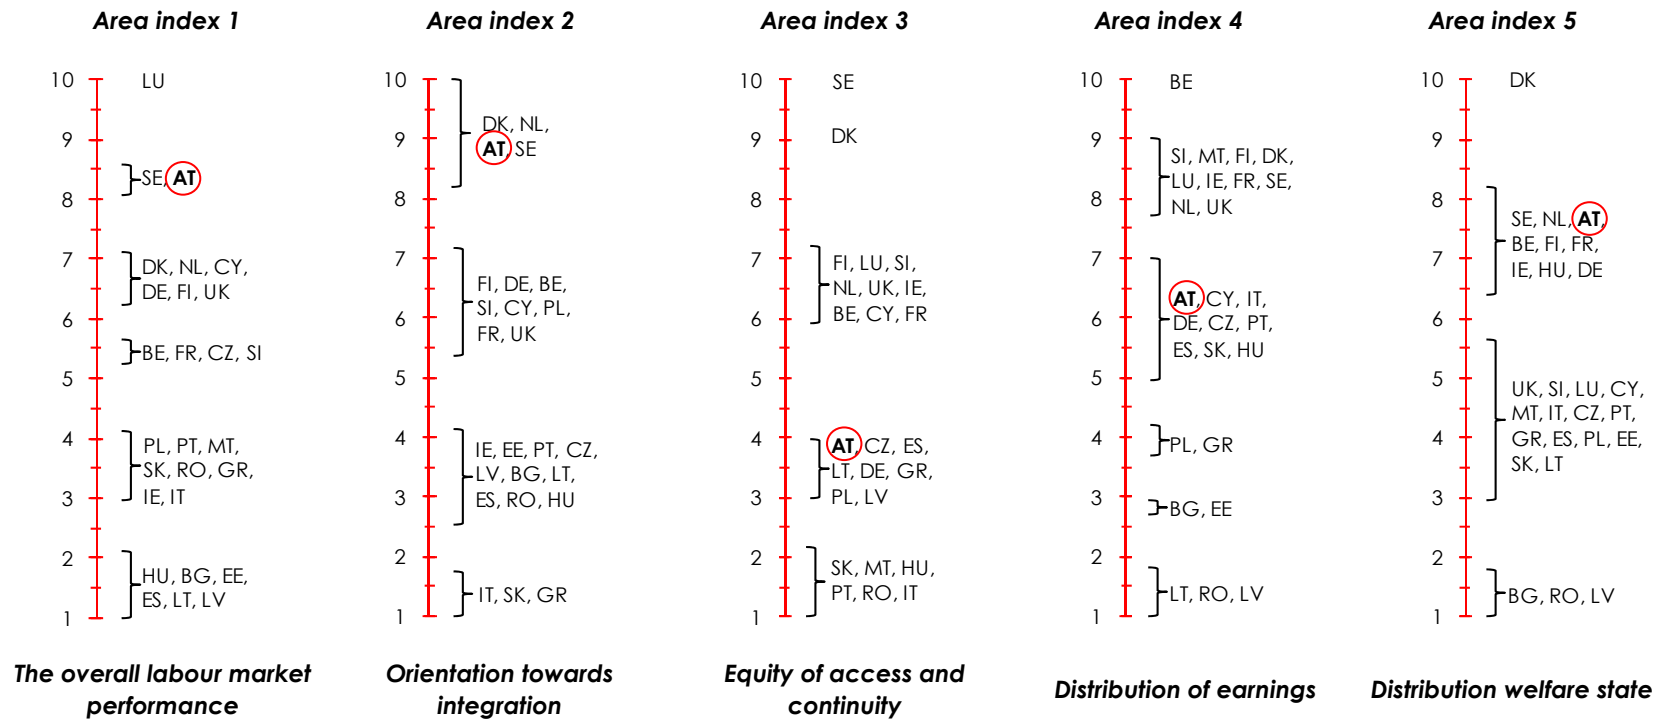 Area index 1
10
9
8
7
6
5
4
3
2
1
LU
SE, AT
DK, NL, CY,
DE, FI, UK
BE, FR, CZ, SI
PL, PT, MT,
SK, RO, GR,
IE, IT
HU, BG, EE,
ES, LT, LV
The overall labour market
performance
Area index 2
10
9
8
7
6
5
4
3
2
1
DK, NL,
AT, SE
FI, DE, BE,
SI, CY, PL,
FR, UK
IE, EE, PT, CZ,
LV, BG, LT,
ES, RO, HU
IT, SK, GR
Orientation towards
integration
Area index 3
10
9
8
7
6
5
4
3
2
1
SE
DK
FI, LU, SI,
NL, UK, IE,
BE, CY, FR
AT, CZ, ES,
LT, DE, GR,
PL, LV
SK, MT, HU,
PT, RO, IT
Equity of access and
continuity
Area index 4
10
9
8
7
6
5
4
3
2
1
BE
SI, MT, FI, DK,
LU, IE, FR, SE,
NL, UK
AT, CY, IT,
DE, CZ, PT,
ES, SK, HU
PL, GR
BG, EE
LT, RO, LV
Distribution of earnings
Area index 5
10
9
8
7
6
5
4
3
2
1
DK
SE, NL, AT,
BE, FI, FR,
IE, HU, DE
UK, SI, LU, CY,
MT, IT, CZ, PT,
GR, ES, PL, EE,
SK, LT
BG, RO, LV
Distribution welfare state